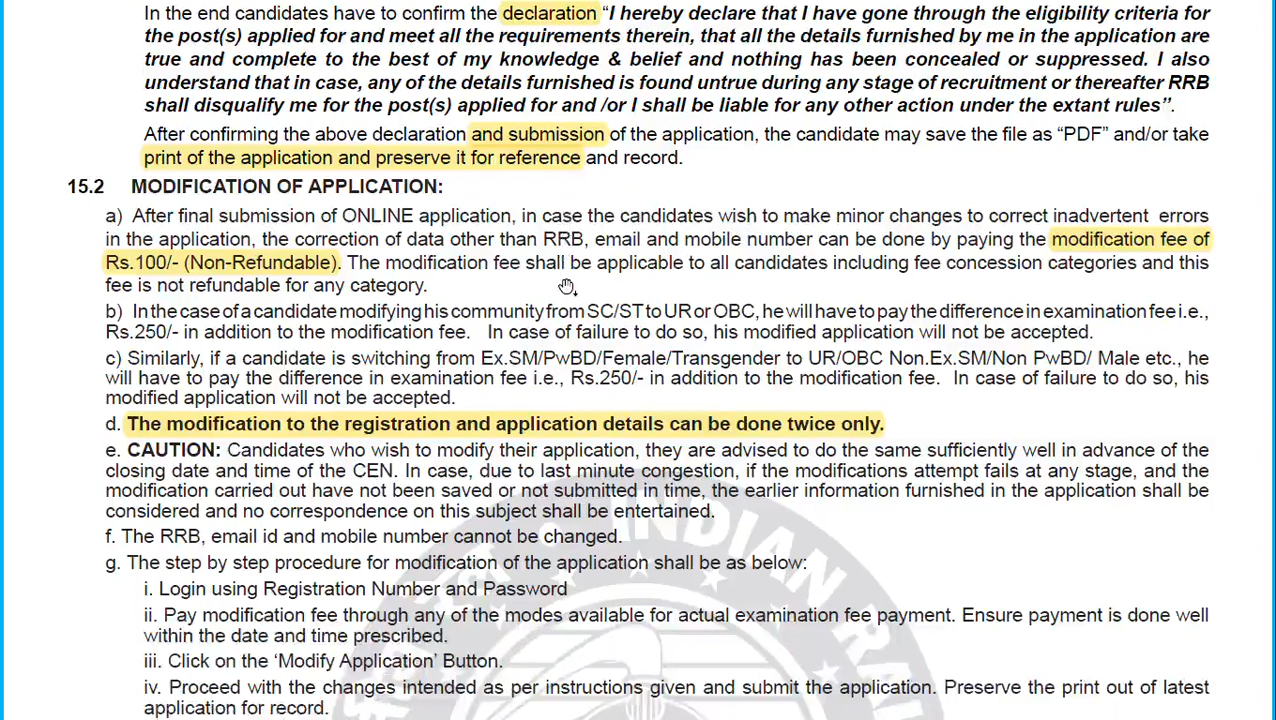 In the end candidates have to confirm the declaration “I hereby declare that I have gone through the eligibility criteria for
the post(s) applied for and meet all the requirements therein, that all the details furnished by me in the application are
true and complete to the best of my knowledge & belief and nothing has been concealed or suppressed. I also
understand that in case, any of the details furnished is found untrue during any stage of recruitment or thereafter RRB
shall disqualify me for the post(s) applied for and /or I shall be liable for any other action under the extant rules”.
After confirming the above declaration and submission of the application, the candidate may save the file as “PDF” and/or take
print of the application and preserve it for reference and record.
15.2 MODIFICATION OF APPLICATION:
a) After final submission of ONLINE application, in case the candidates wish to make minor changes to correct inadvertent errors
in the application, the correction of data other than RRB, email and mobile number can be done by paying the modification fee of
Rs.100/- (Non-Refundable). The modification fee shall be applicable to all candidates including fee concession categories and this
fee is not refundable for any category.
b) In the case of a candidate modifying his community from SC/ST to UR or OBC, he will have to pay the difference in examination fee i.e.,
Rs.250/- in addition to the modification fee. In case of failure to do so, his modified application will not be accepted.
c) Similarly, if a candidate is switching from Ex.SM/PwBD/Female/Transgender to UR/OBC Non.Ex.SM/Non PwBD/ Male etc., he
will have to pay the difference in examination fee i.e., Rs.250/- in addition to the modification fee. In case of failure to do so, his
modified application will not be accepted.
d. The modification to the registration and application details can be done twice only.
e. CAUTION: Candidates who wish to modify their application, they are advised to do the same sufficiently well in advance of the
closing date and time of the CEN. In case, due to last minute congestion, if the modifications attempt fails at any stage, and the
modification carried out have not been saved or not submitted in time, the earlier information furnished in the application shall be
considered and no correspondence on this subject shall be entertained.
f. The RRB, email id and mobile number cannot be changed.
g. The step by step procedure for modification of the application shall be as below:
i. Login using Registration Number and Password
ii. Pay modification fee through any of the modes available for actual examination fee payment. Ensure payment is done well
within the date and time prescribed.
iii. Click on the ‘Modify Application’ Button.
iv. Proceed with the changes intended as per instructions given and submit the application. Preserve the print out of latest
application for record.
INDIAN